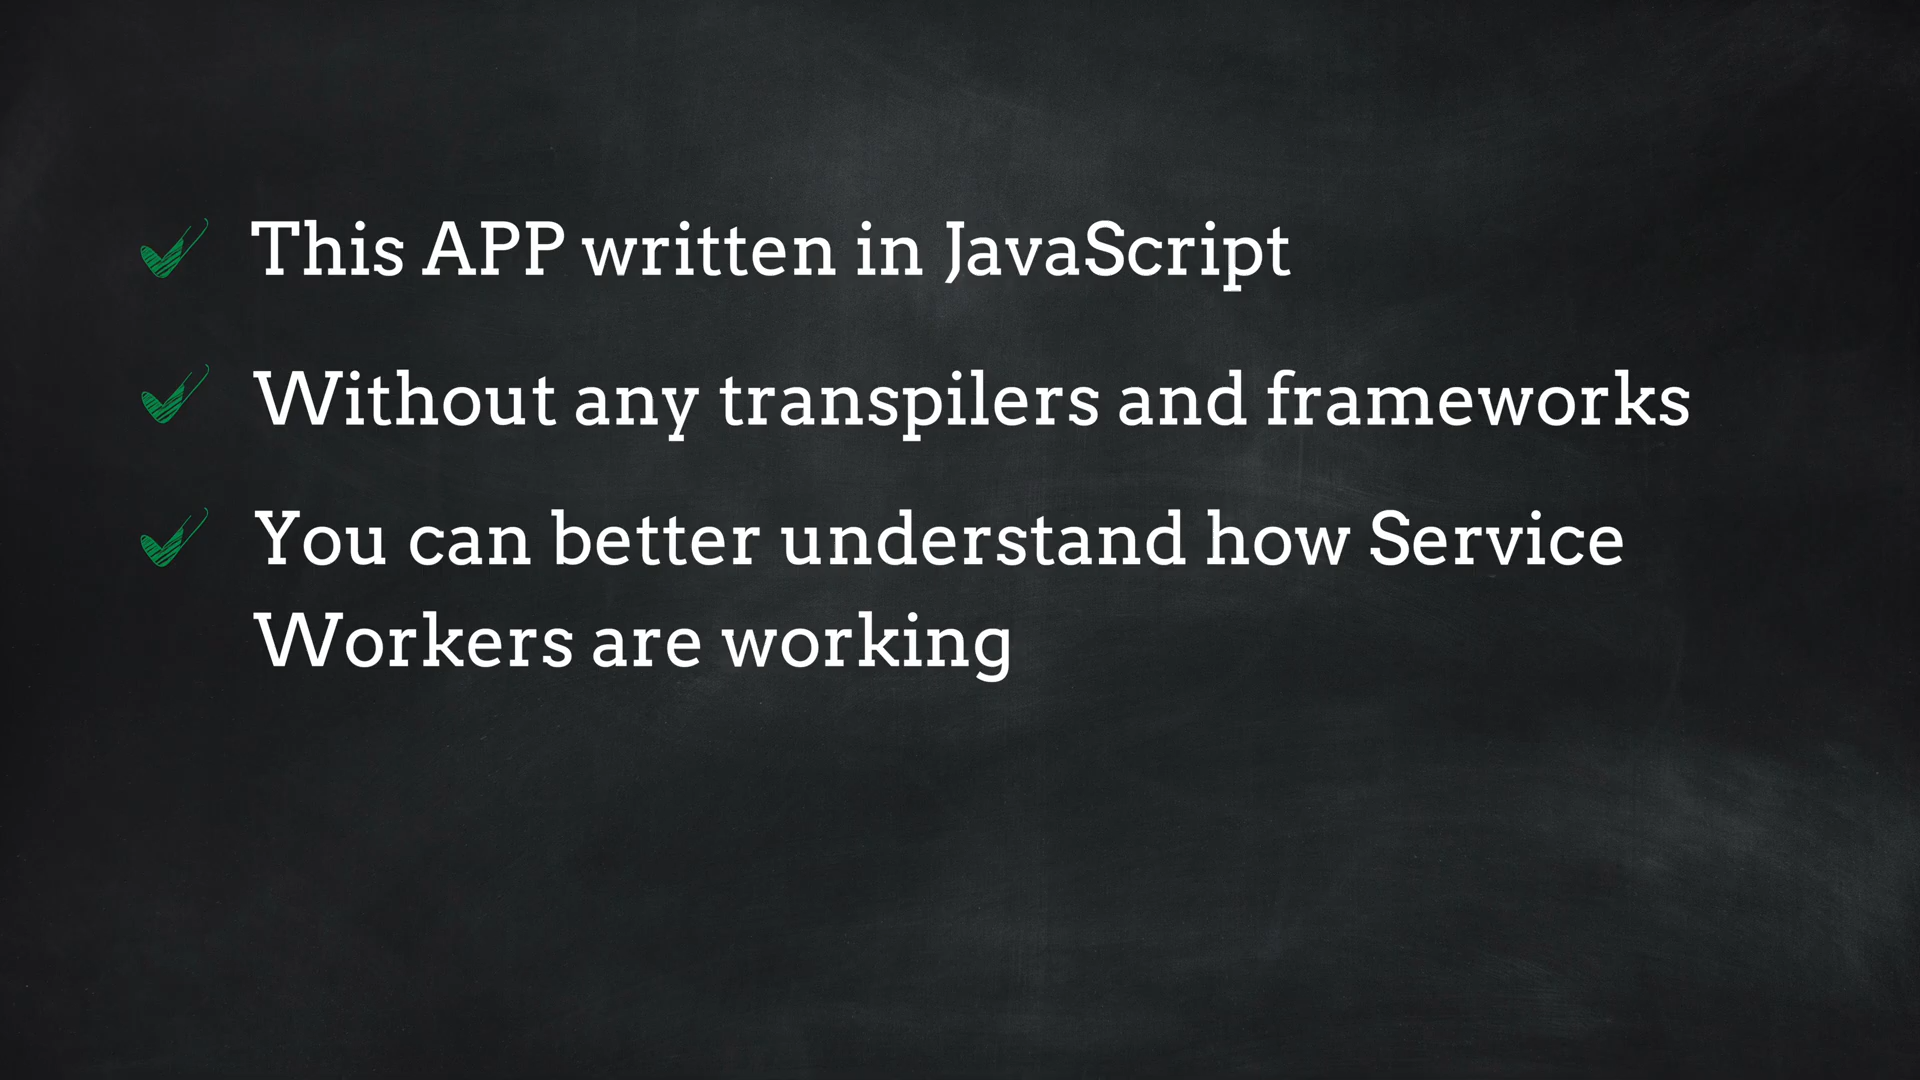 This APP written in JavaScript
Without any transpilers and frameworks
You can better understand how Service
Workers are working